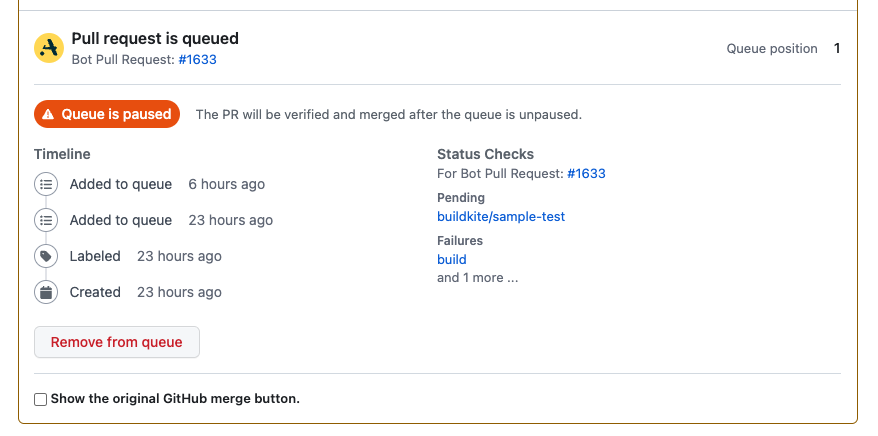 Pull request is queued
Bot Pull Request: #1633
Queue position 1
Queue is paused
The PR will be verified and merged after the queue is unpaused.
Timeline
Added to queue 6 hours ago
Added to queue 23 hours ago
Labeled 23 hours ago
Created 23 hours ago
Status Checks
For Bot Pull Request: #1633
Pending
buildkite/sample-test
Failures
build
and 1 more ...
Remove from queue
Show the original GitHub merge button.